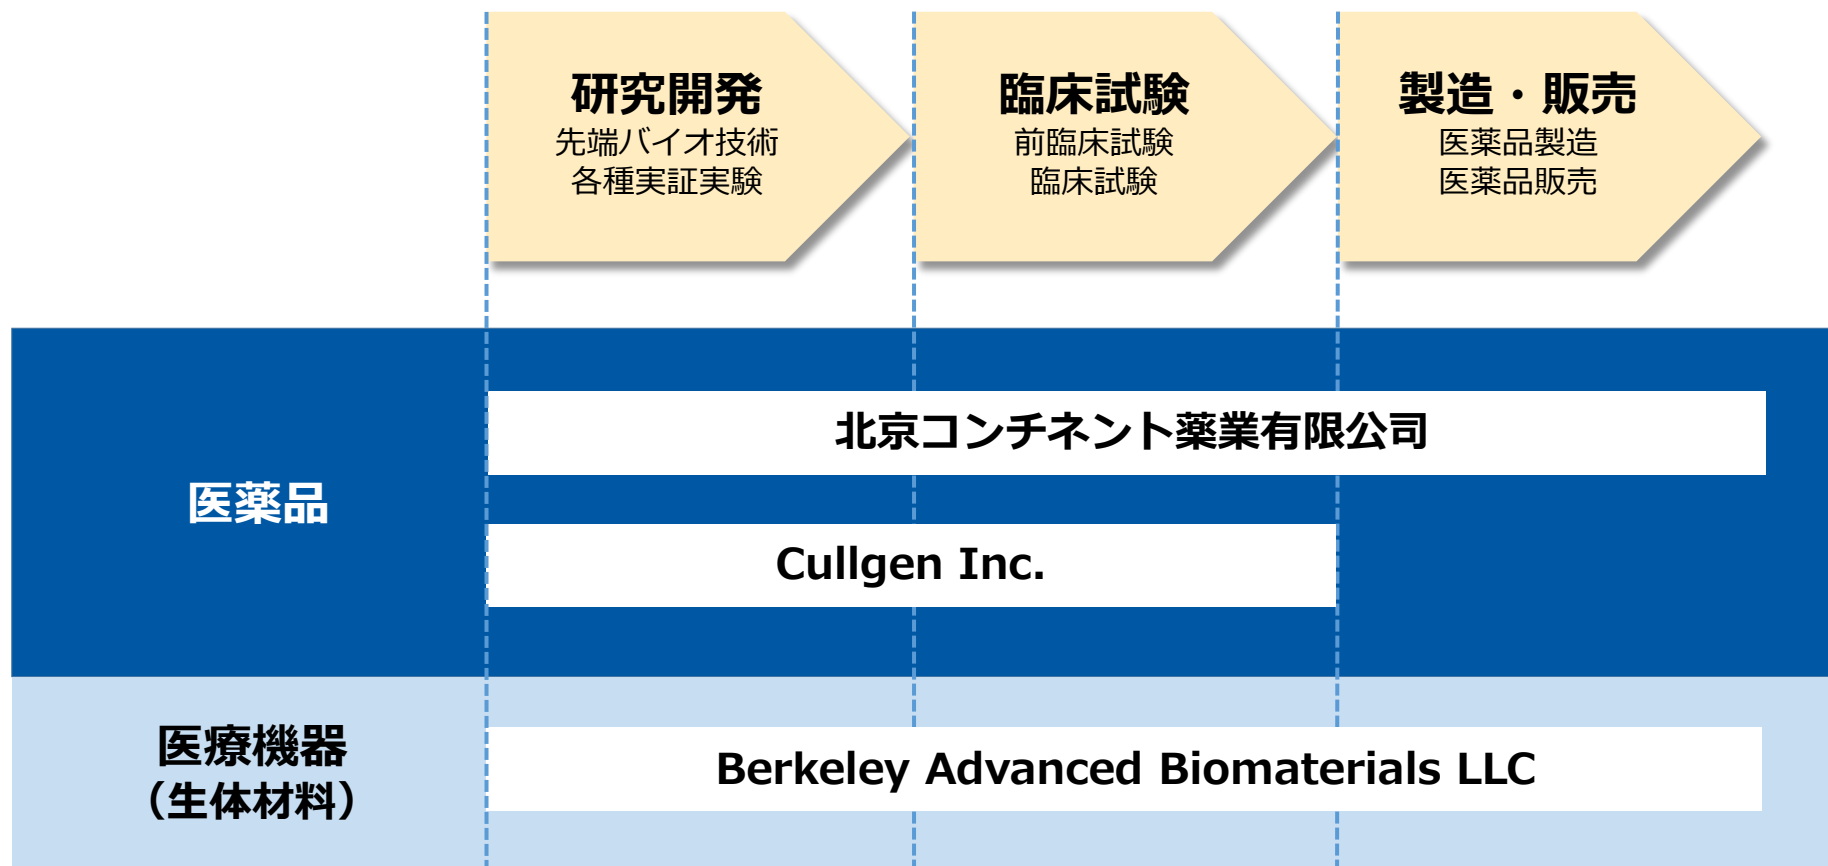 研究開発
先端バイオ技術
各種実証実験
臨床試験
前臨床試験
臨床試験
製造・販売
医薬品製造
医薬品販売
医薬品
北京コンチネント薬業有限公司
Cullgen Inc.
医療機器
（生体材料）
Berkeley Advanced Biomaterials LLC